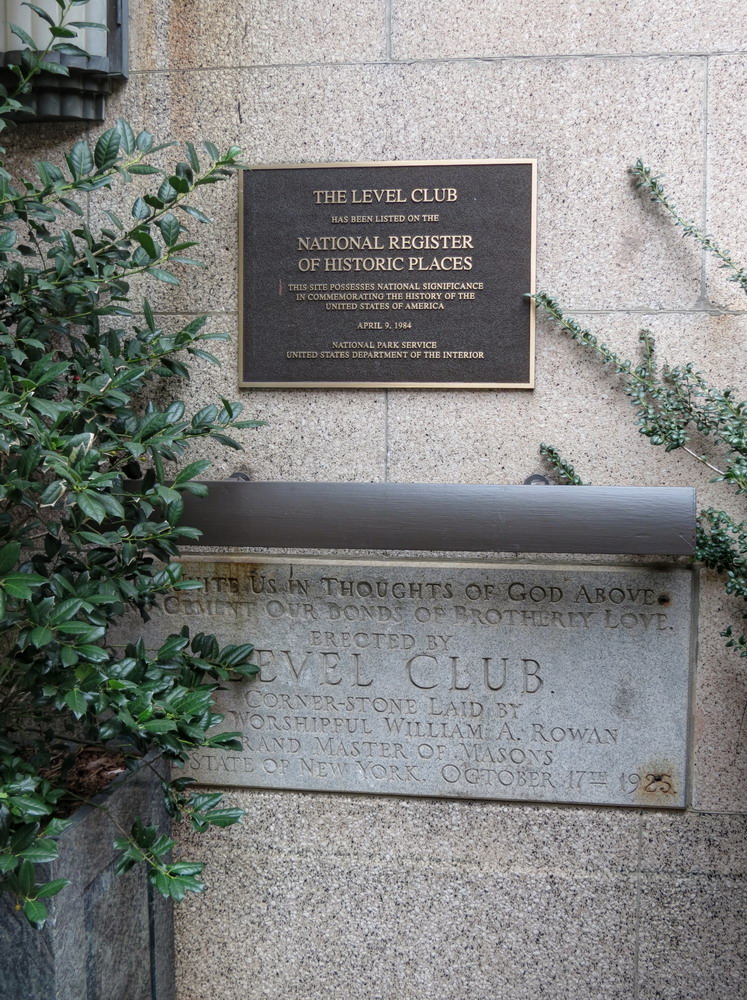 THE LEVEL CLUB
HAS BEEN LISTED ON THE
NATIONAL REGISTER
OF HISTORIC PLACES
THIS SITE POSSESSES NATIONAL SIGNIFICANCE
IN COMMEMORATING THE HISTORY OF THE
UNITED STATES OF AMERICA
APRIL 9, 1984
NATIONAL PARK SERVICE
UNITED STATES DEPARTMENT OF THE INTERIOR
US IN THOUGHTS OF GOD ABOVE
CEMENT OUR BONDS OF BROTHERLY LOVE.
ERECTED BY
LEVEL CLUB.
CORNER-STONE LAID BY
WORSHIPFUL WILLIAM A. ROWAN
GRAND MASTER OF MASONS
STATE OF NEW YORK. OCTOBER 17TH 1925.